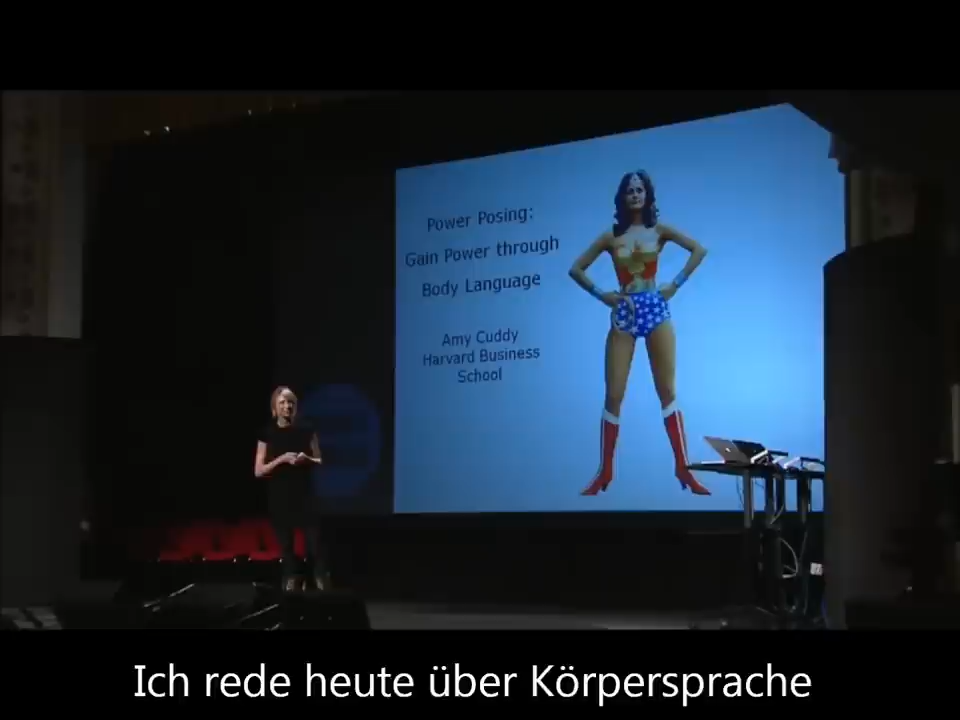 Power Posing:
Gain Power through
Body Language
Amy Cuddy
Harvard Business
School
Ich rede heute über Körpersprache